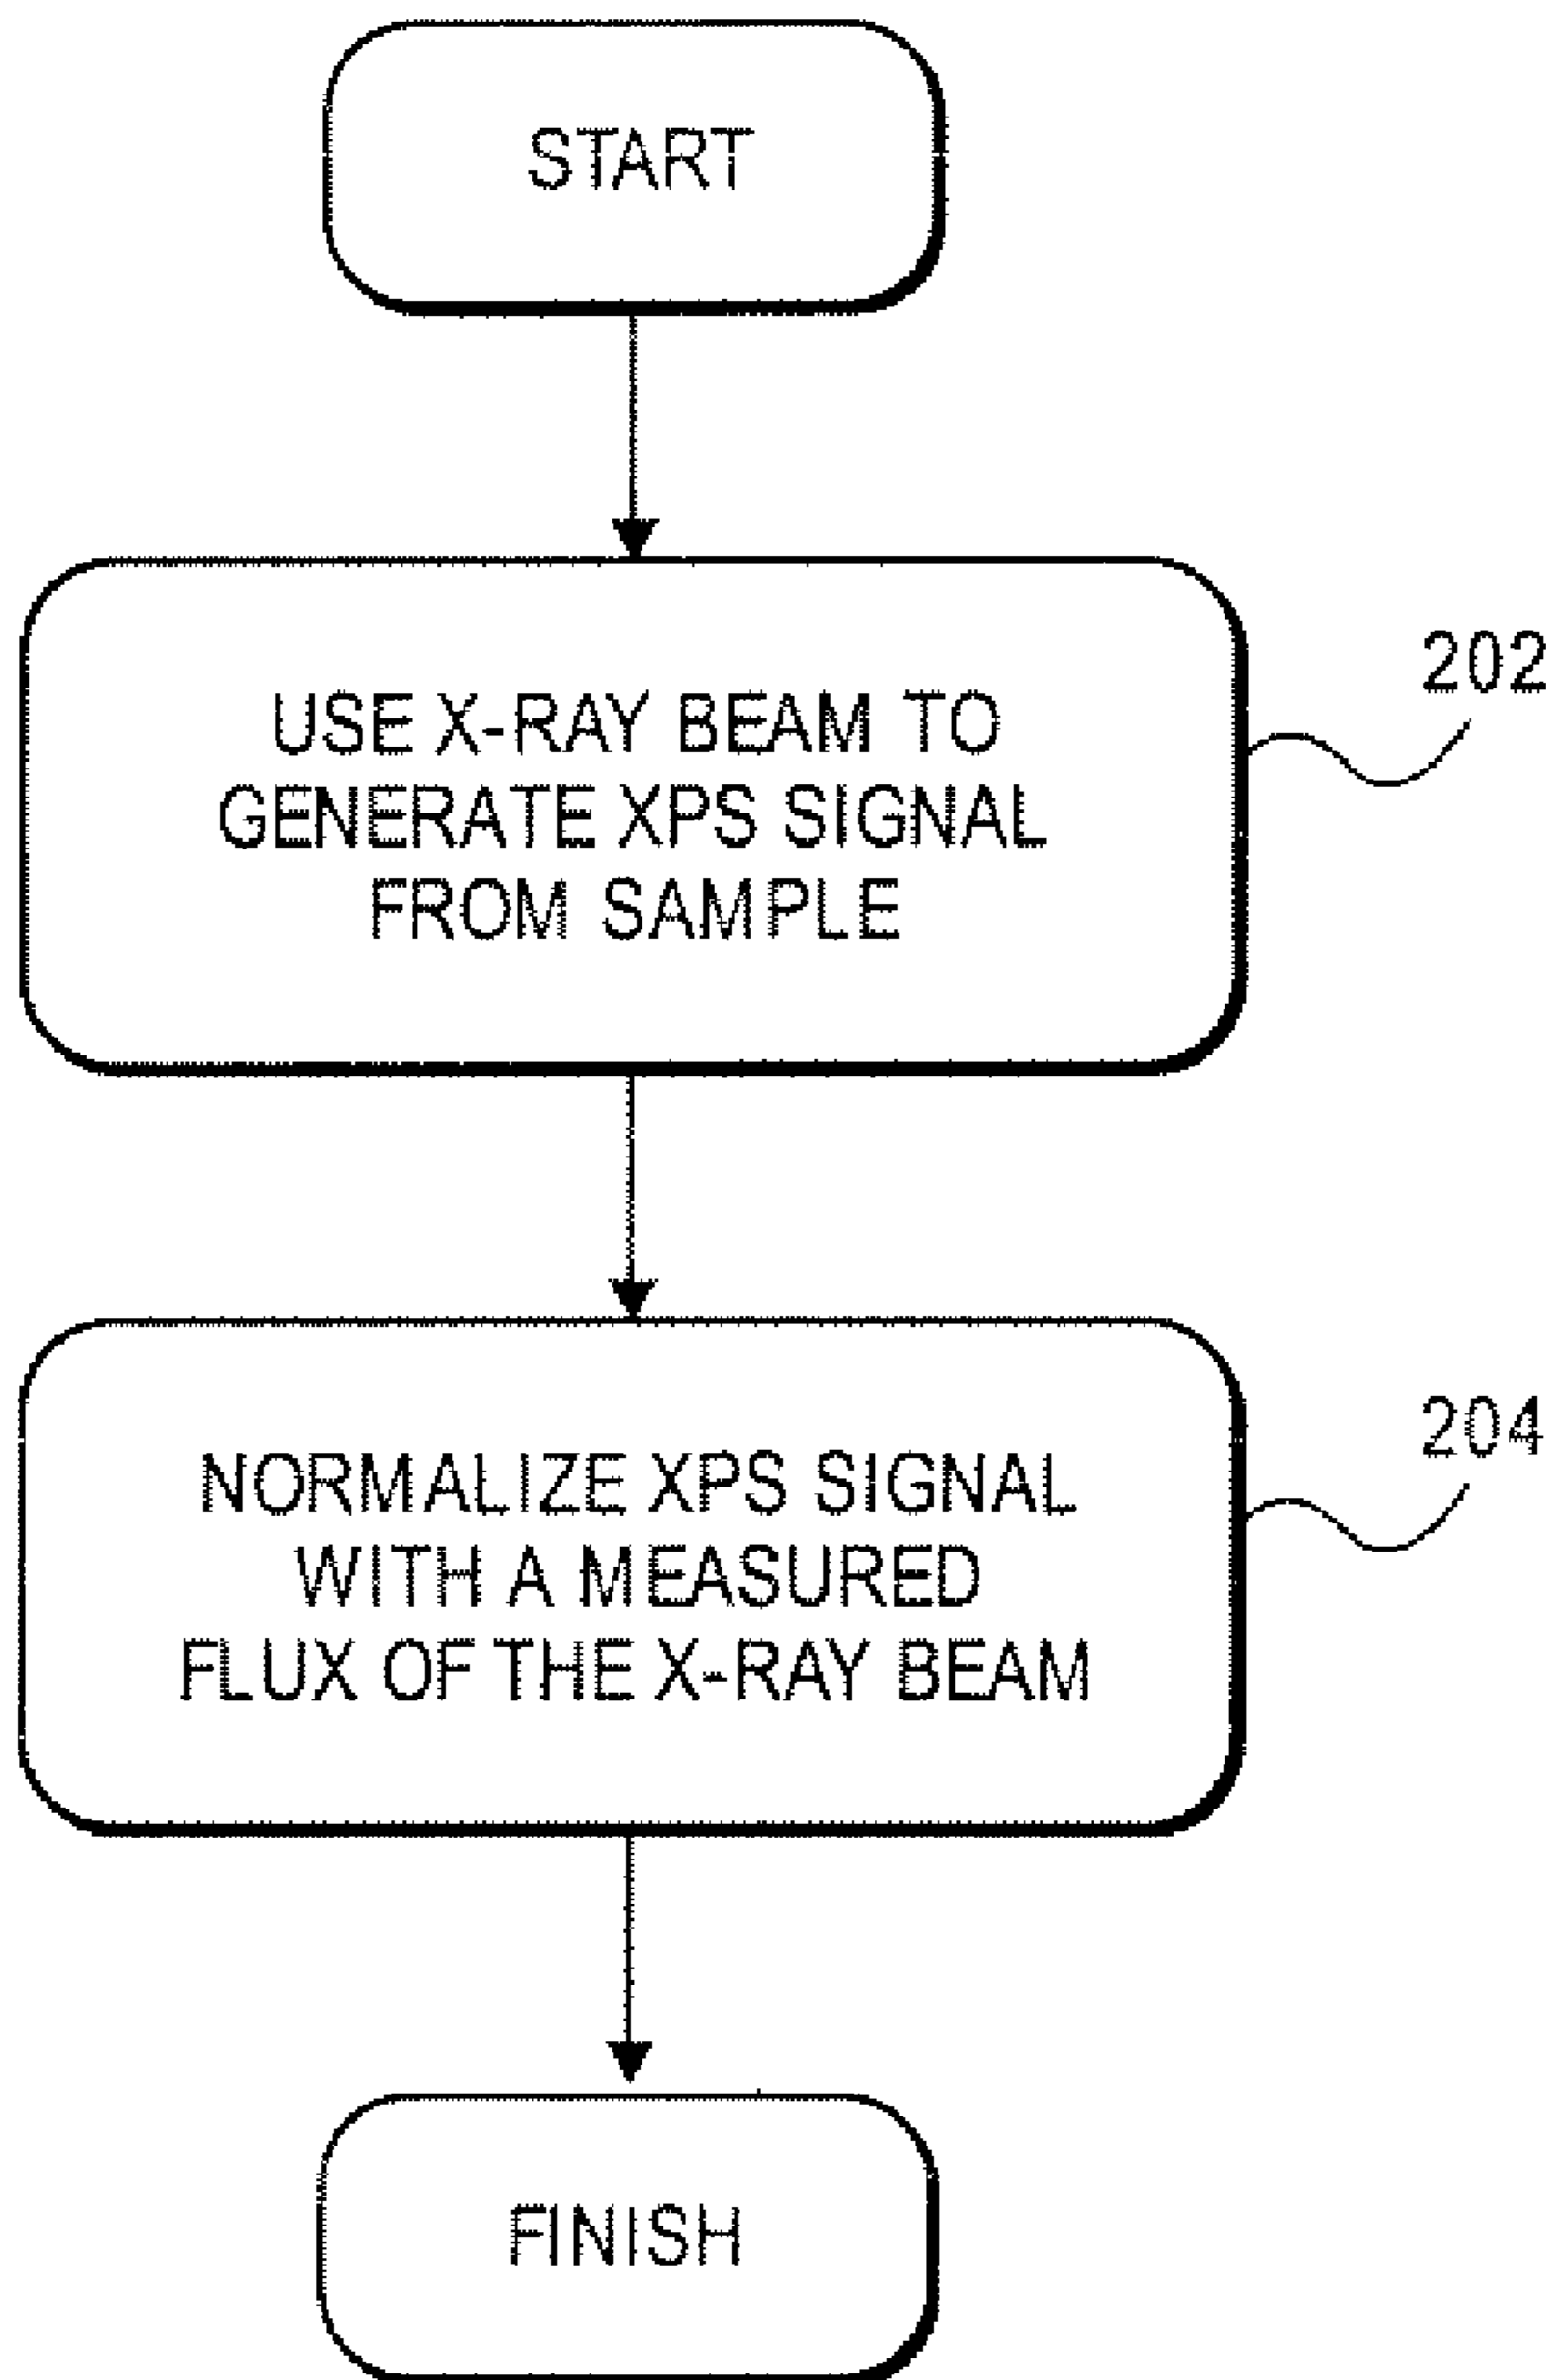 START
USE X-RAY BEAM TO
GENERATE XPS SIGNAL
FROM SAMPLE
202
NORMALIZE XPS SIGNAL
WITH A MEASURED
FLUX OF THE X-RAY BEAM
204
FINISH